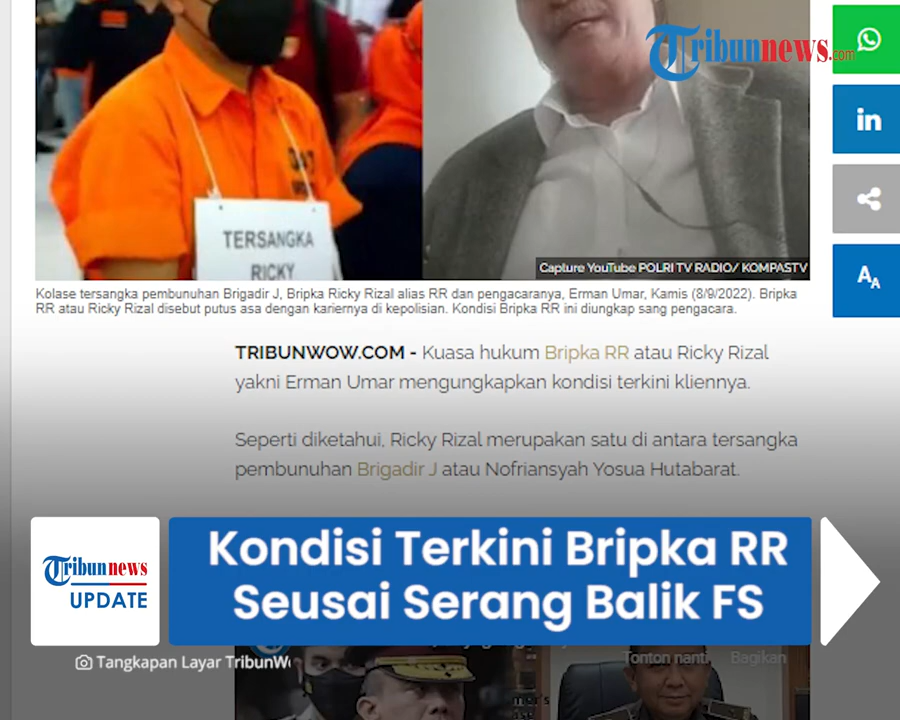 Tribunnews.com
TERSANGKA
RICKY
Capture YouTube POLRI TV RADIO/ KOMPASTV
Kolase tersangka pembunuhan Brigadir J, Bripka Ricky Rizal alias RR dan pengacaranya, Erman Umar, Kamis (8/9/2022). Bripka
RR atau Ricky Rizal disebut putus asa dengan kariernya di kepolisian. Kondisi Bripka RR ini diungkap sang pengacara.
in
AA
TRIBUNWOW.COM - Kuasa hukum Bripka RR atau Ricky Rizal
yakni Erman Umar mengungkapkan kondisi terkini kliennya.
Seperti diketahui, Ricky Rizal merupakan satu di antara tersangka
pembunuhan Brigadir J atau Nofriansyah Yosua Hutabarat.
Tribunnews
UPDATE
Kondisi Terkini Bripka RR
Seusai Serang Balik FS
Tangkapan Layar TribunW
Tonton nanti Bagikan